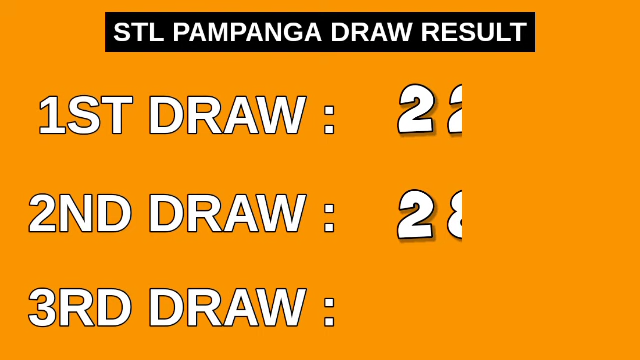 STL PAMPANGA DRAW RESULT
1ST DRAW : 2
2ND DRAW : 2
3RD DRAW :